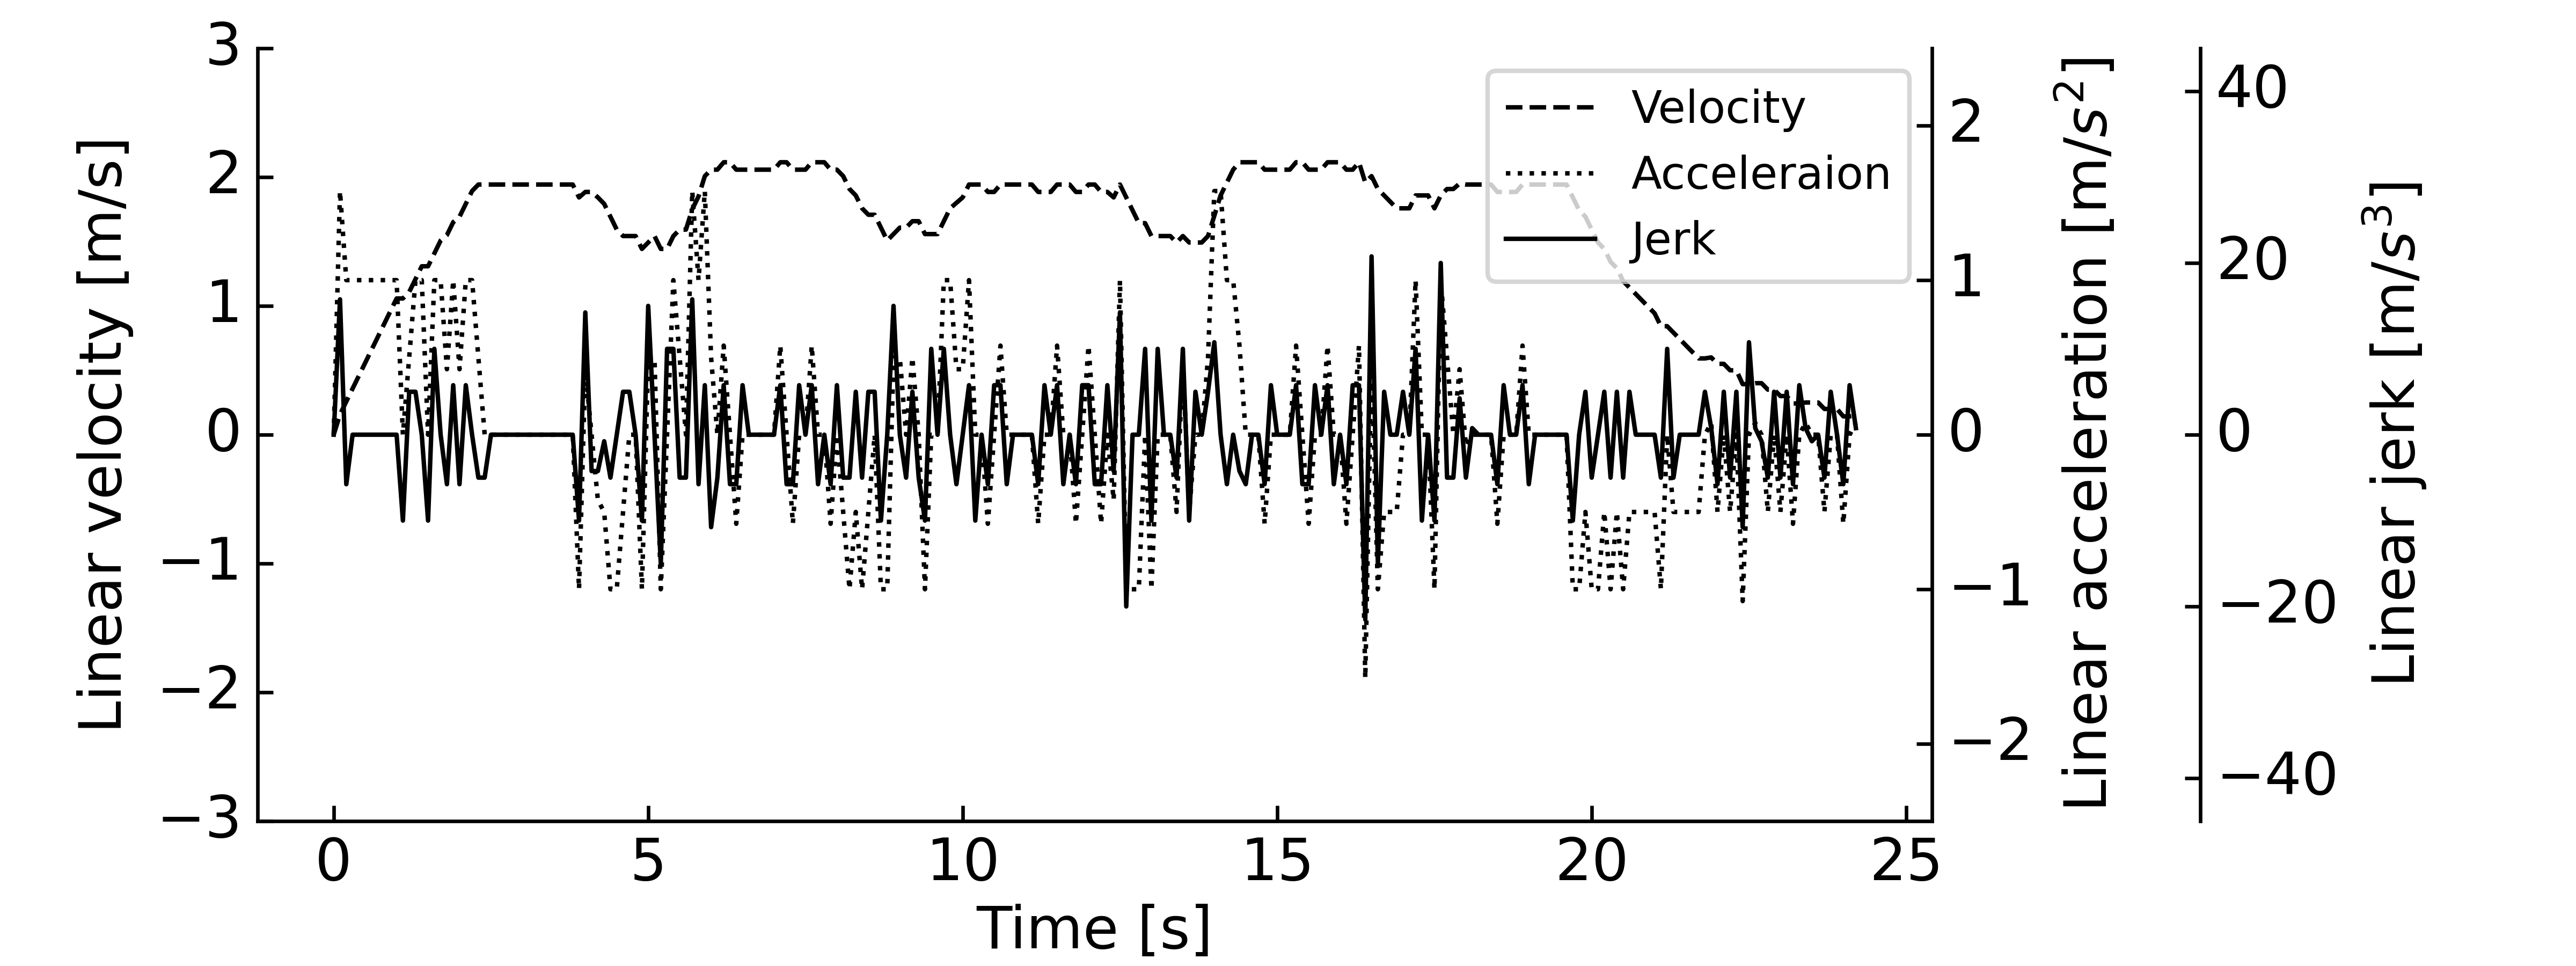 Linear velocity [m/s]
3
2
1
0
−1
−2
−3
0 5 10 15 20 25
Time [s]
Velocity
Acceleraion
Jerk
2
1
0
−1
−2
Linear acceleration [m/s²]
40
20
0
−20
−40
Linear jerk [m/s³]